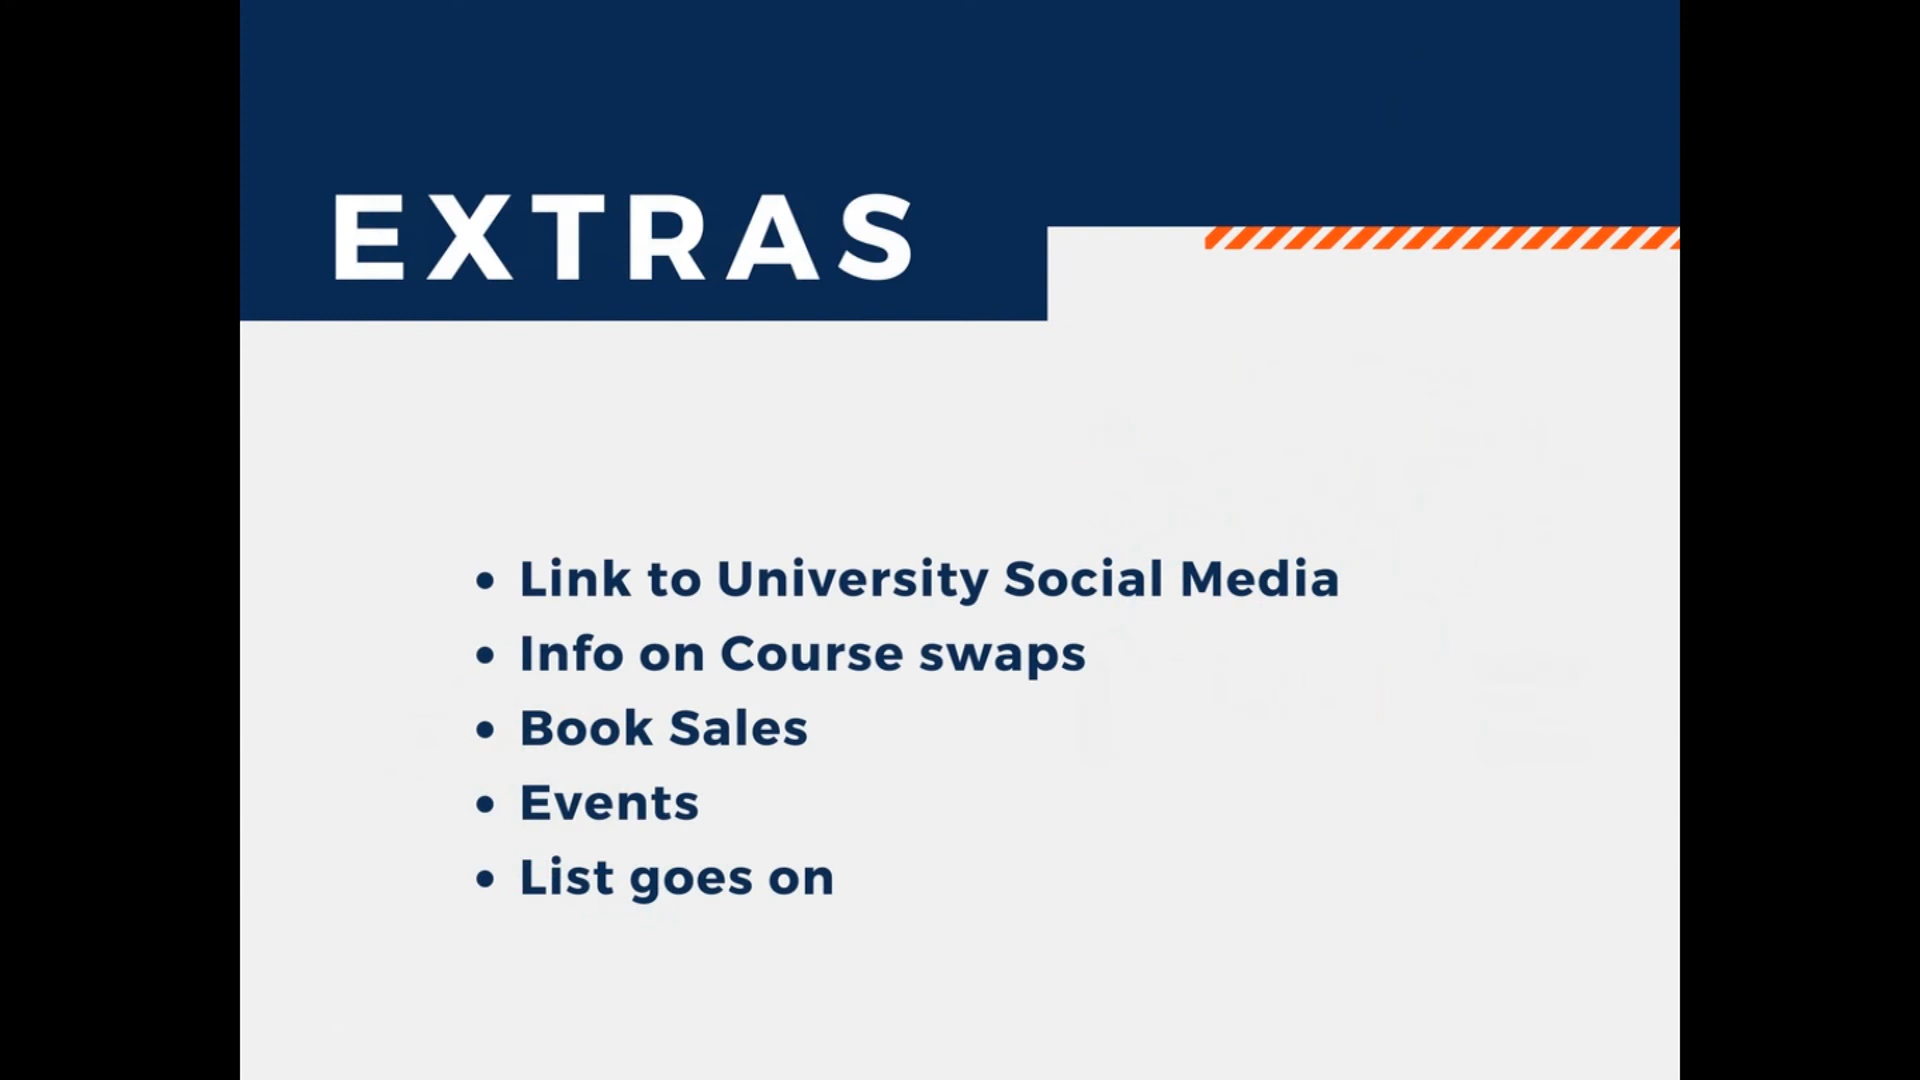 EXTRAS
• Link to University Social Media
• Info on Course swaps
• Book Sales
• Events
• List goes on